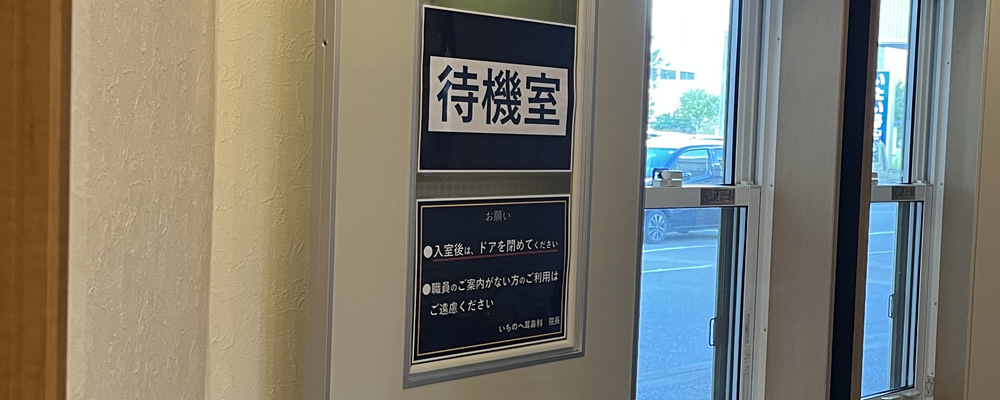 待機室
お願い
●入室後は、ドアを閉めてください
●職員のご案内がない方のご利用は
ご遠慮ください
いちのへ耳鼻科 院長